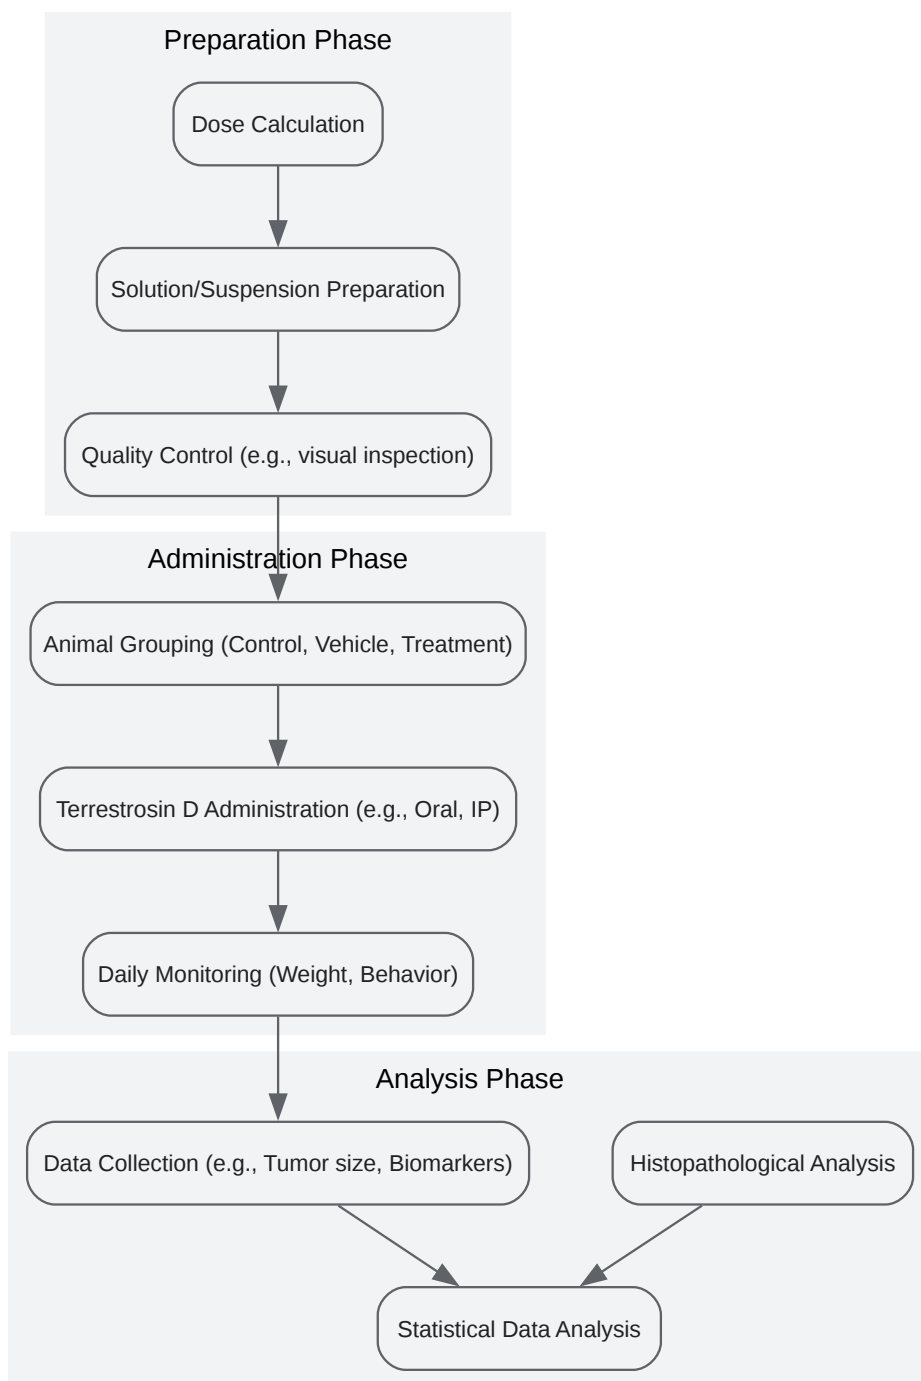 Preparation Phase
Dose Calculation
Solution/Suspension Preparation
Quality Control (e.g., visual inspection)
Administration Phase
Animal Grouping (Control, Vehicle, Treatment)
Terrestrosin D Administration (e.g., Oral, IP)
Daily Monitoring (Weight, Behavior)
Analysis Phase
Data Collection (e.g., Tumor size, Biomarkers)
Histopathological Analysis
Statistical Data Analysis